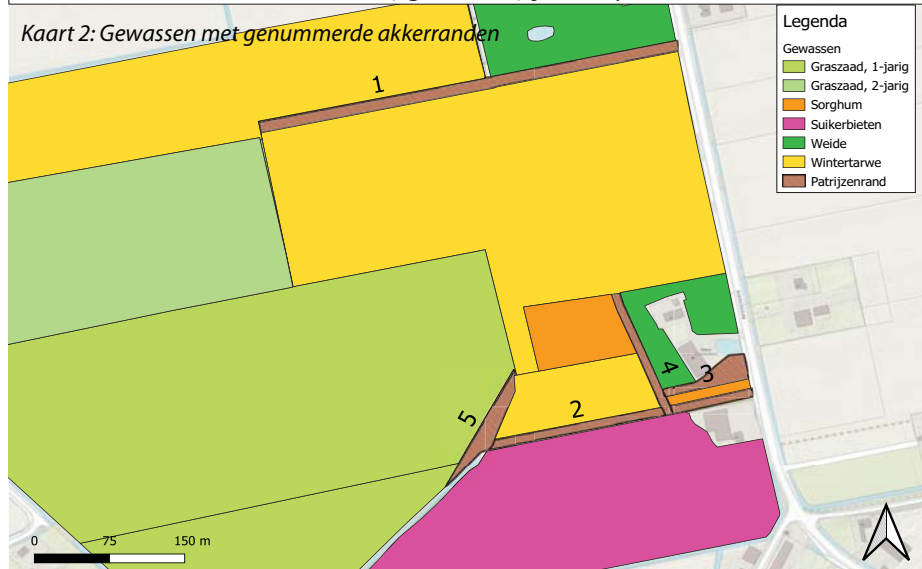 Kaart 2: Gewassen met genummerde akkerranden
Legenda
Gewassen
Graszaad, 1-jarig
Graszaad, 2-jarig
Sorghum
Suikerbieten
Weide
Wintertarwe
Patrijzenrand
1
2
3
4
5
0 75 150 m